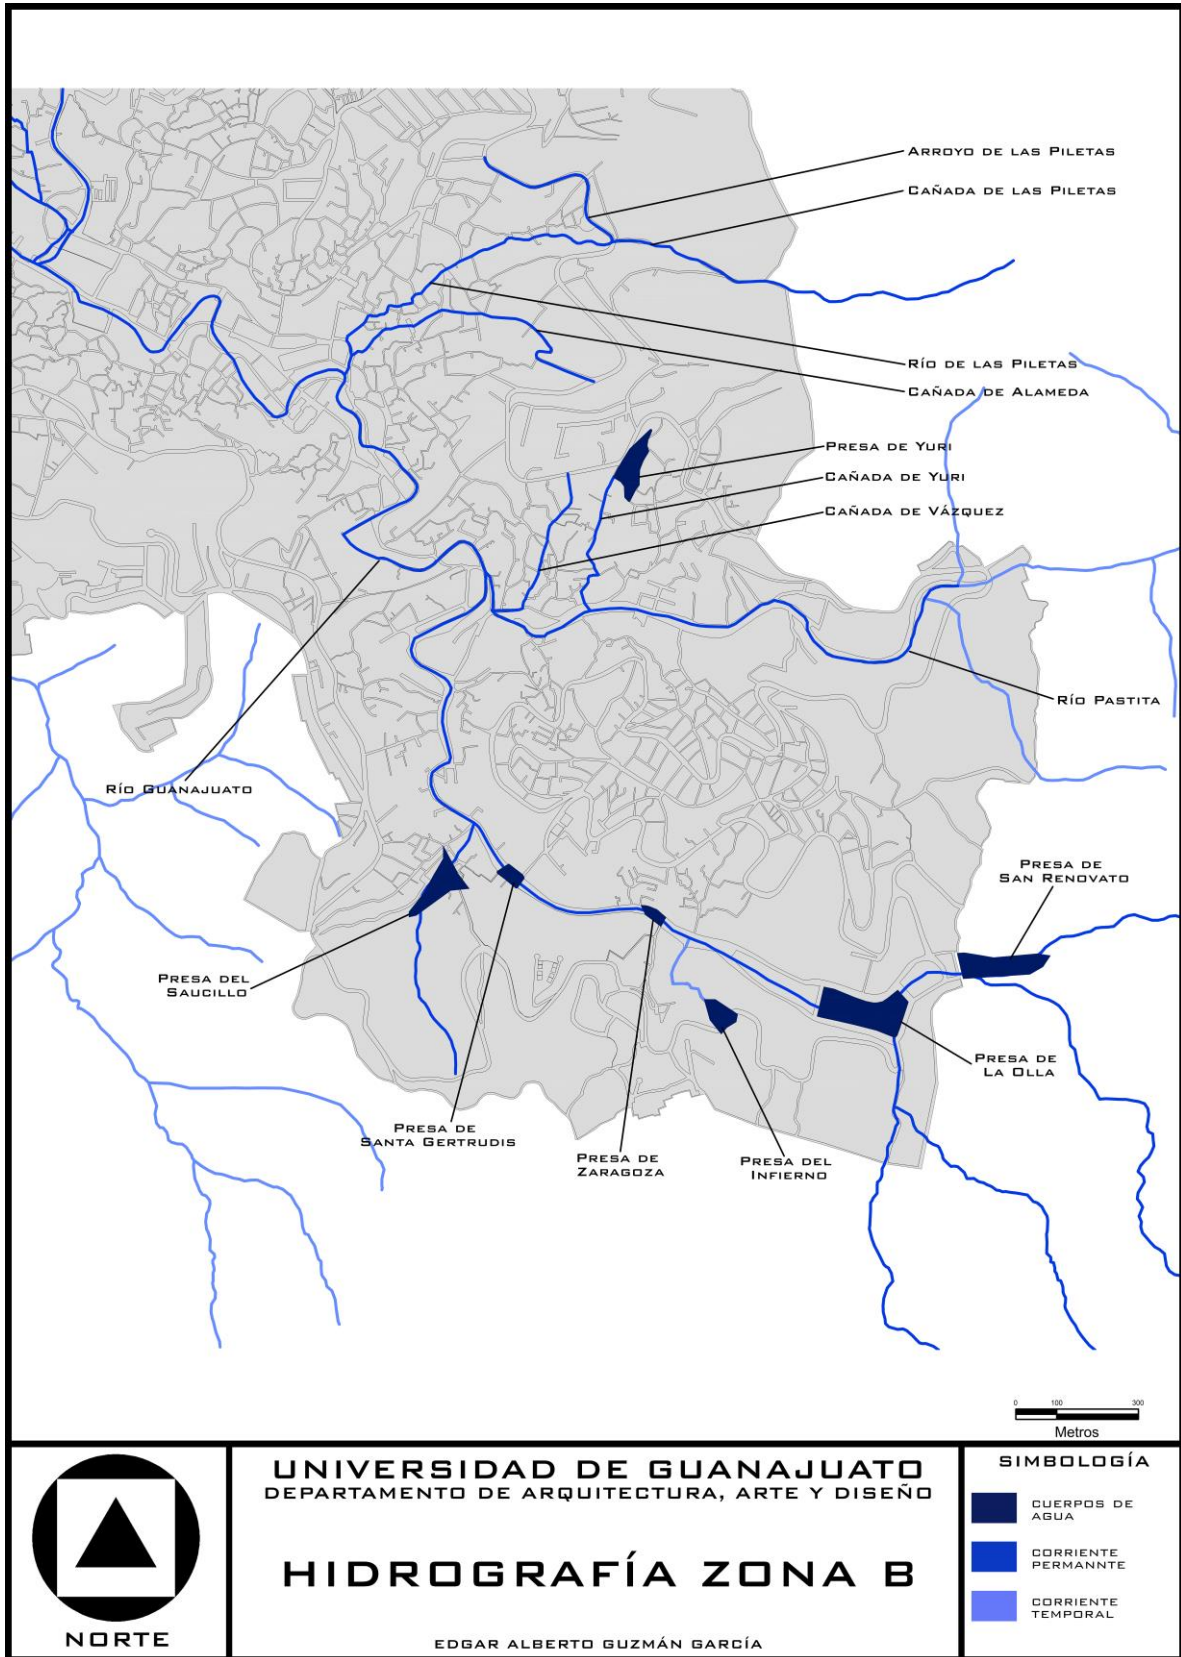 ARROYO DE LAS PILETAS
CAÑADA DE LAS PILETAS
RÍO DE LAS PILETAS
CAÑADA DE ALAMEDA
PRESA DE YURI
CAÑADA DE YURI
CAÑADA DE VÁZQUEZ
RÍO PASTITA
RÍO GUANAJUATO
PRESA DE
SAN RENOVATO
PRESA DEL
SAUCILLO
PRESA DE
LA OLLA
PRESA DE
SANTA GERTRUDIS
PRESA DE
ZARAGOZA
PRESA DEL
INFIERNO
0 100 300
Metros
NORTE
UNIVERSIDAD DE GUANAJUATO
DEPARTAMENTO DE ARQUITECTURA, ARTE Y DISEÑO
HIDROGRAFÍA ZONA B
EDGAR ALBERTO GUZMÁN GARCÍA
SIMBOLOGÍA
CUERPOS DE
AGUA
CORRIENTE
PERMANNTE
CORRIENTE
TEMPORAL